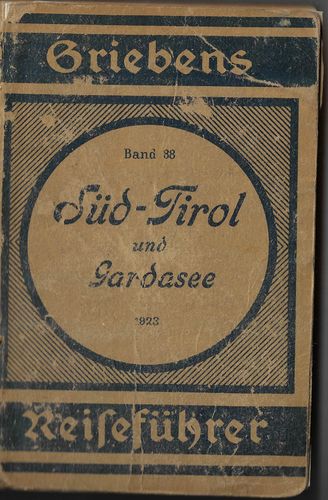 Griebens
Band 88
Süd-Tirol
und
Gardasee
1923
Reiseführer